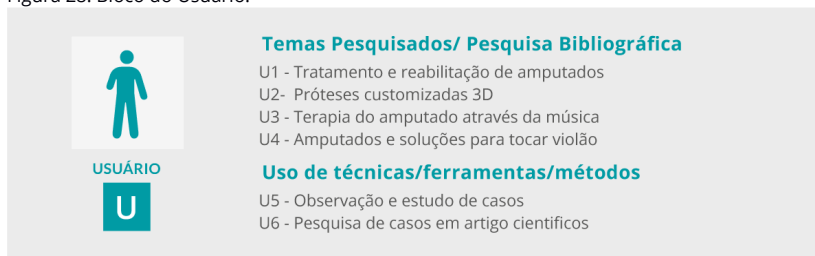 Figura 28: Bloco do Usuário.
Temas Pesquisados/ Pesquisa Bibliográfica
U1 - Tratamento e reabilitação de amputados
U2- Próteses customizadas 3D
U3 - Terapia do amputado através da música
U4 - Amputados e soluções para tocar violão
USUÁRIO
U
Uso de técnicas/ferramentas/métodos
U5 - Observação e estudo de casos
U6 - Pesquisa de casos em artigo cientificos